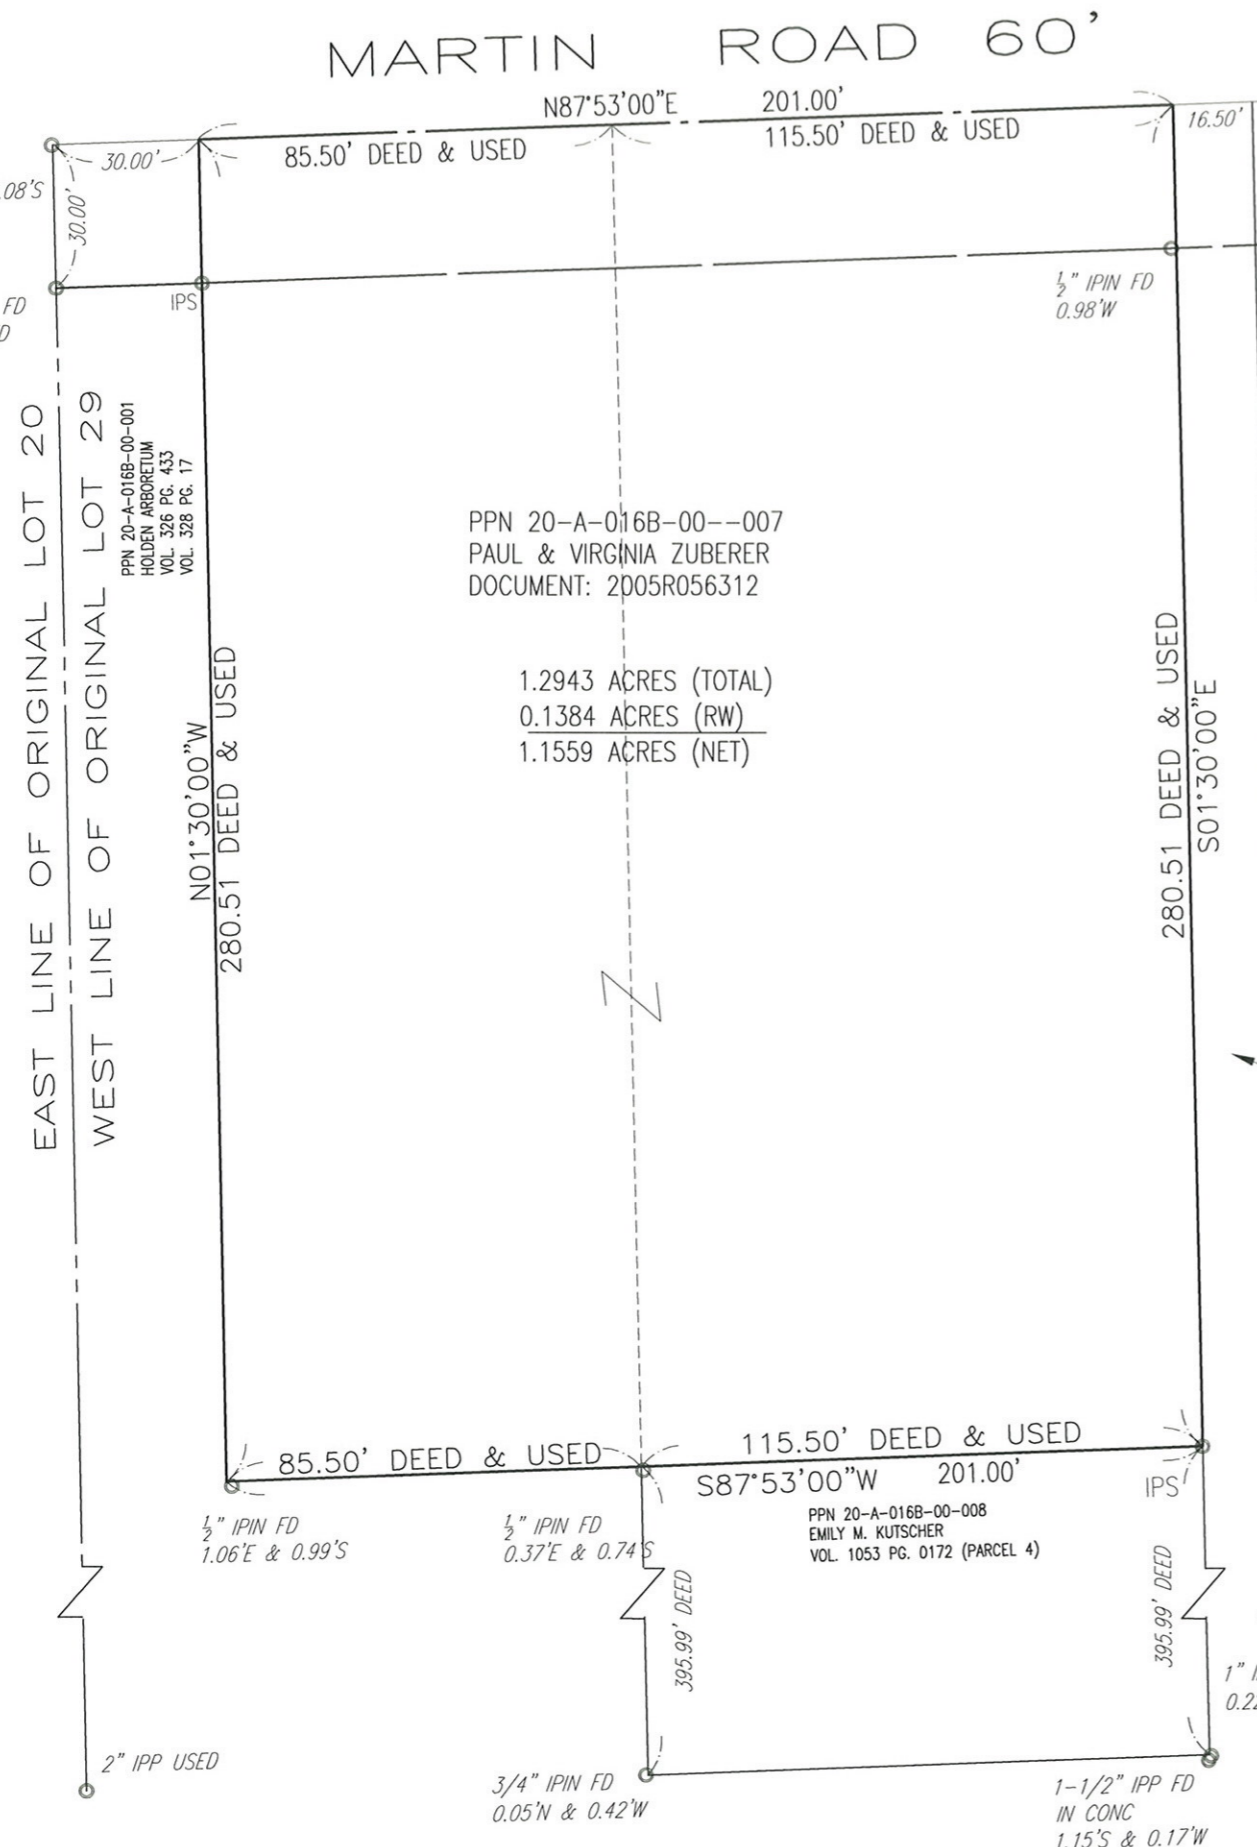 MARTIN ROAD 60'
N87°53'00"E 201.00'
85.50' DEED & USED
115.50' DEED & USED
16.50'
30.00'
.08'S
30.00'
FD
IPS
½" IPIN FD
0.98'W
EAST LINE OF ORIGINAL LOT 20
WEST LINE OF ORIGINAL LOT 29
PPN 20-A-016B-00-001
HOLDEN ARBORETUM
VOL. 326 PG. 433
VOL. 328 PG. 17
PPN 20-A-016B-00--007
PAUL & VIRGINIA ZUBERER
DOCUMENT: 2005R056312
1.2943 ACRES (TOTAL)
0.1384 ACRES (RW)
1.1559 ACRES (NET)
N01°30'00"W
280.51 DEED & USED
280.51 DEED & USED
S01°30'00"E
85.50' DEED & USED
115.50' DEED & USED
S87°53'00"W 201.00'
IPS
½" IPIN FD
1.06'E & 0.99'S
½" IPIN FD
0.37'E & 0.74'S
PPN 20-A-016B-00-008
EMILY M. KUTSCHER
VOL. 1053 PG. 0172 (PARCEL 4)
395.99' DEED
395.99' DEED
1"
0.22
2" IPP USED
3/4" IPIN FD
0.05'N & 0.42'W
1-1/2" IPP FD
IN CONC
1.15'S & 0.17'W